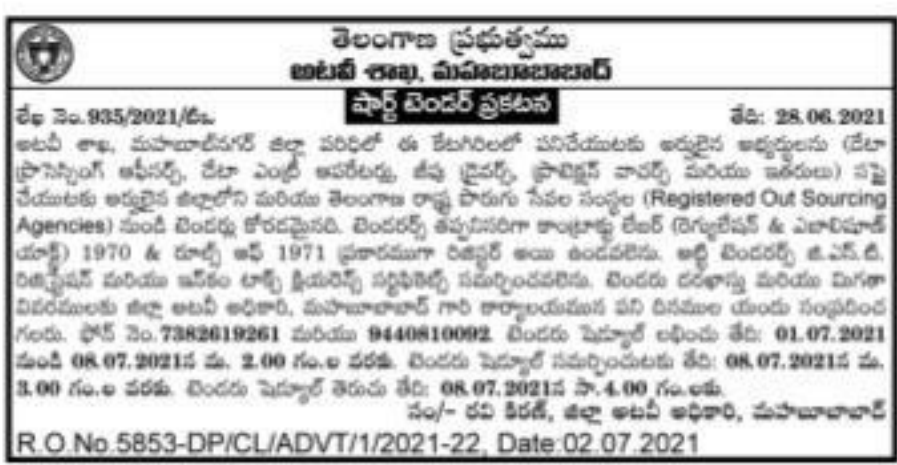 తెలంగాణ ప్రభుత్వము
అటవీ శాఖ, మహబూబాబాద్
షార్ట్ టెండర్ ప్రకటన
లేఖ నెం.935/2021/టిఒ
తేది: 28.06.2021
అటవీ శాఖ, మహబూబ్‌నగర్ జిల్లా పరిధిలో ఈ కేటగిరిలలో పనిచేయుటకు అర్హులైన అభ్యర్థులను (డేటా
ప్రాసెస్సింగ్ ఆఫీసర్స్, డేటా ఎంట్రీ ఆపరేటర్లు, జీపు డ్రైవర్స్, ప్రొటెక్షన్ వాచర్స్ మరియు ఇతరులు) సప్లై
చేయుటకు అర్హులైన జిల్లాలోని మరియు తెలంగాణ రాష్ట్ర పొరుగు సేవల సంస్థల (Registered Out Sourcing
Agencies) నుండి టెండర్లు కోరడమైనది. టెండరర్స్ తప్పనిసరిగా కాంట్రాక్టు లేబర్ (రెగ్యులేషన్ & ఎబాలిషూన్
యాక్ట్) 1970 & రూల్స్ ఆఫ్ 1971 ప్రకారముగా రిజిష్టర్ అయి ఉండవలెను. అట్టి టెండరర్స్ జి.ఎస్.టి.
రిజిస్ట్రేషన్ మరియు ఇన్‌కం టాక్స్ క్లియరెన్స్ సర్టిఫికెట్స్ సమర్పించవలెను. టెండరు దరఖాస్తు మరియు మిగతా
వివరములకు జిల్లా అటవీ అధికారి, మహబూబాబాద్ గారి కార్యాలయమున పని దినముల యందు సంప్రదించ
గలరు. ఫోన్ నెం.7382619261 మరియు 9440810092. టెండరు షెడ్యూల్ లభించు తేది: 01.07.2021
నుండి 08.07.2021న మ. 2.00 గం.ల వరకు. టెండరు షెడ్యూల్ సమర్పించుటకు తేది: 08.07.2021న మ.
3.00 గం.ల వరకు. టెండరు షెడ్యూల్ తెరుచు తేది: 08.07.2021న సా.4.00 గం.లకు.
సం/- రవి కిరణ్, జిల్లా అటవీ అధికారి, మహబూబాబాద్
R.O.No.5853-DP/CL/ADVT/1/2021-22, Date:02.07.2021